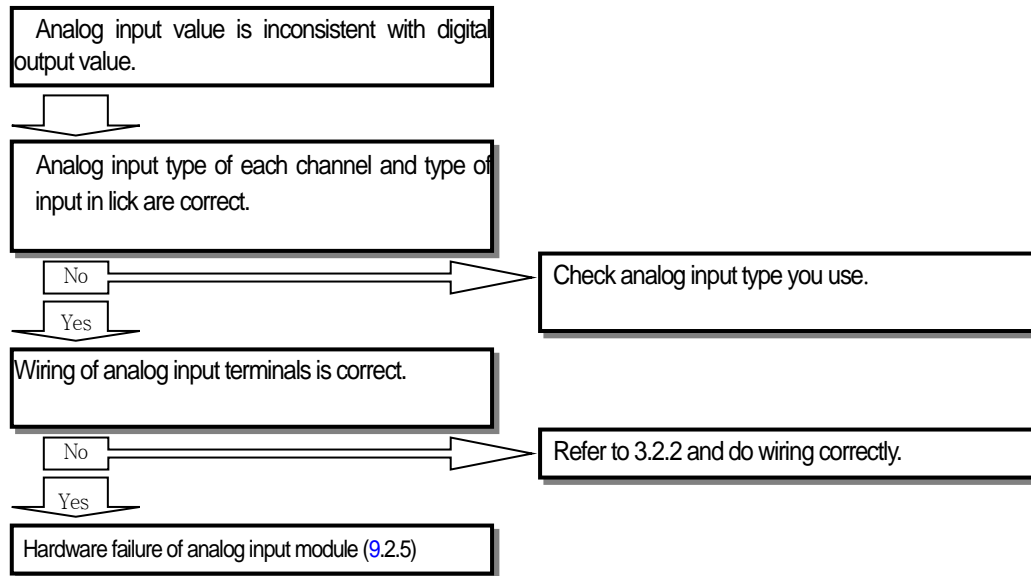 Analog input value is inconsistent with digital
output value.
Analog input type of each channel and type of
input in lick are correct.
No
Check analog input type you use.
Yes
Wiring of analog input terminals is correct.
No
Refer to 3.2.2 and do wiring correctly.
Yes
Hardware failure of analog input module (9.2.5)